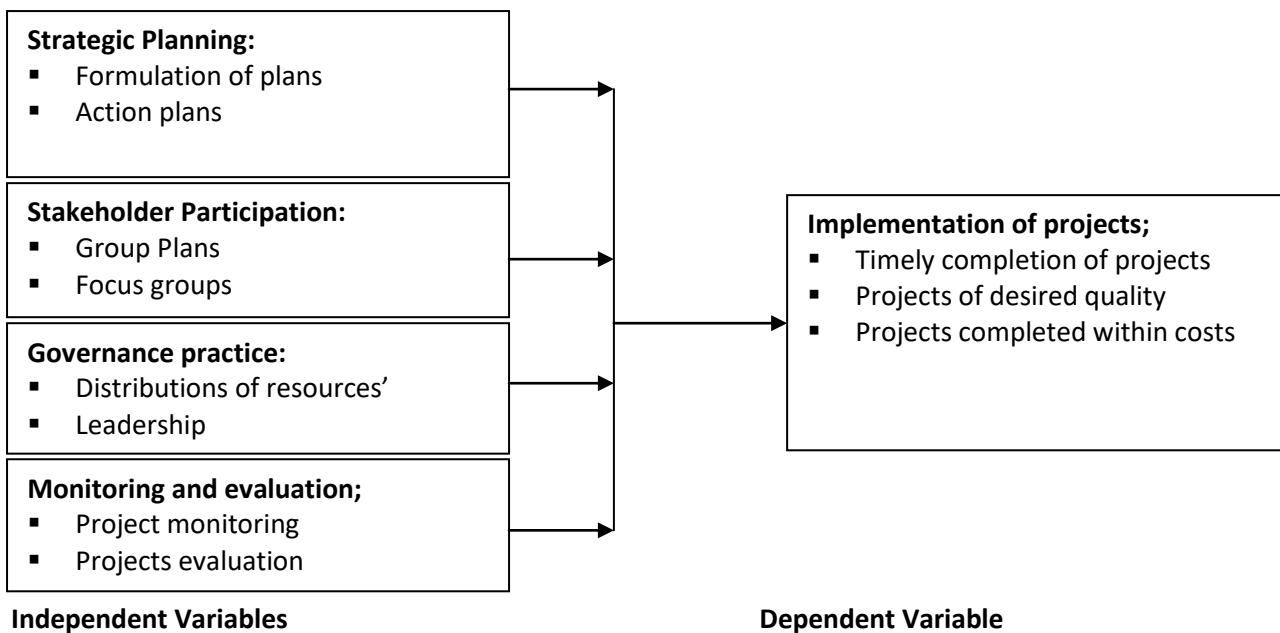 Strategic Planning:
▪ Formulation of plans
▪ Action plans
Stakeholder Participation:
▪ Group Plans
▪ Focus groups
Governance practice:
▪ Distributions of resources’
▪ Leadership
Monitoring and evaluation;
▪ Project monitoring
▪ Projects evaluation
Independent Variables
Implementation of projects;
▪ Timely completion of projects
▪ Projects of desired quality
▪ Projects completed within costs
Dependent Variable